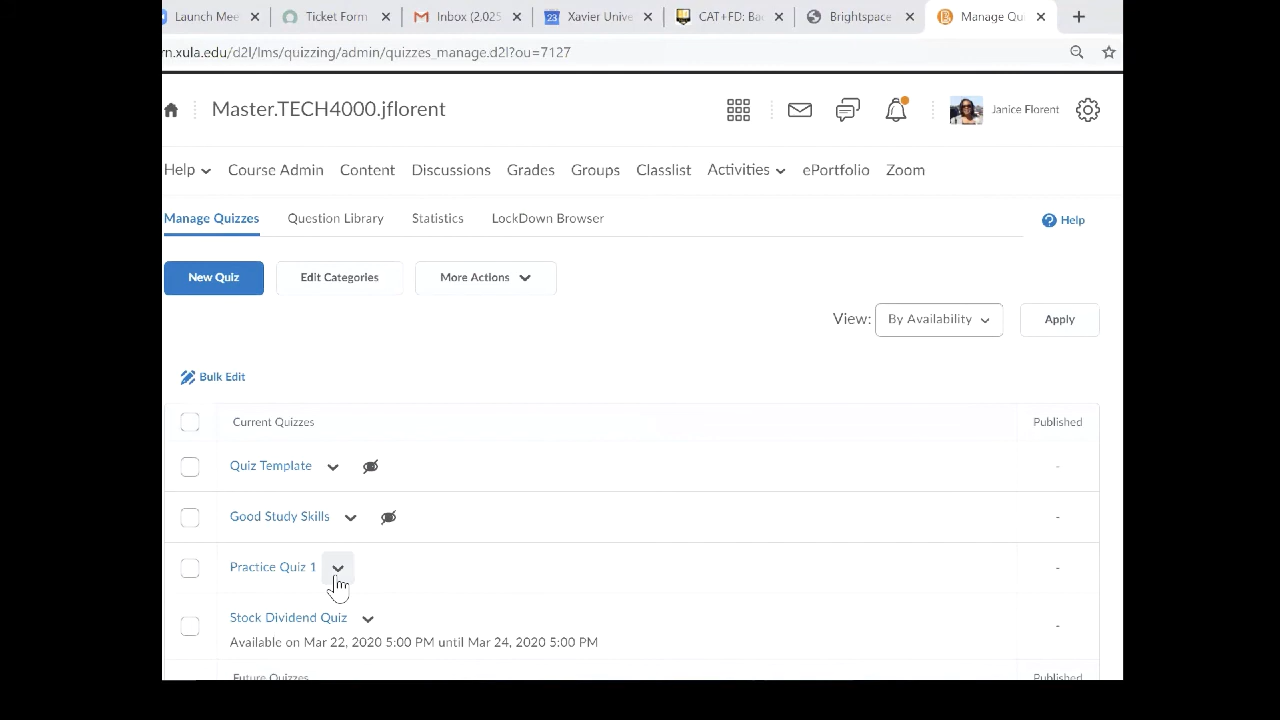 Launch Mee
Ticket Form
Inbox (2,025
Xavier Unive
CAT+FD: Ba
Brightspace
Manage Qui
rn.xula.edu/d2l/lms/quizzing/admin/quizzes_manage.d2l?ou=7127
Master.TECH4000.jflorent
Janice Florent
Help
Course Admin
Content
Discussions
Grades
Groups
Classlist
Activities
ePortfolio
Zoom
Manage Quizzes
Question Library
Statistics
LockDown Browser
Help
New Quiz
Edit Categories
More Actions
View: By Availability
Apply
Bulk Edit
Current Quizzes
Published
Quiz Template
-
Good Study Skills
-
Practice Quiz 1
-
Stock Dividend Quiz
-
Available on Mar 22, 2020 5:00 PM until Mar 24, 2020 5:00 PM
Future Quizzes
Published